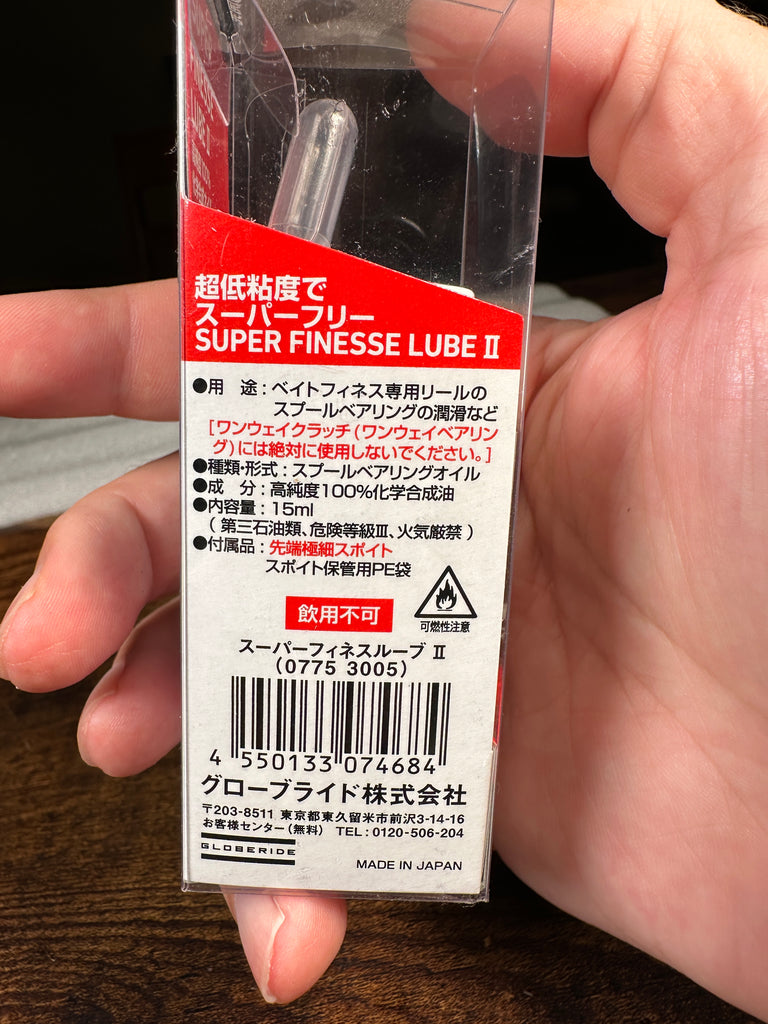 超低粘度で
スーパーフリー
SUPER FINESSE LUBE Ⅱ
●用　途：ベイトフィネス専用リールの
スプールベアリングの潤滑など
[ワンウェイクラッチ(ワンウェイベアリン
グ)には絶対に使用しないでください。]
●種類・形式：スプールベアリングオイル
●成　分：高純度100%化学合成油
●内容量：15ml
（第三石油類、危険等級Ⅲ、火気厳禁）
●付属品：先端極細スポイト
スポイト保管用PE袋
飲用不可
可燃性注意
スーパーフィネスルーブ Ⅱ
(0775 3005)
4 550133 074684
グローブライド株式会社
〒203-8511 東京都東久留米市前沢3-14-16
お客様センター(無料) TEL:0120-506-204
GLOBERIDE
MADE IN JAPAN